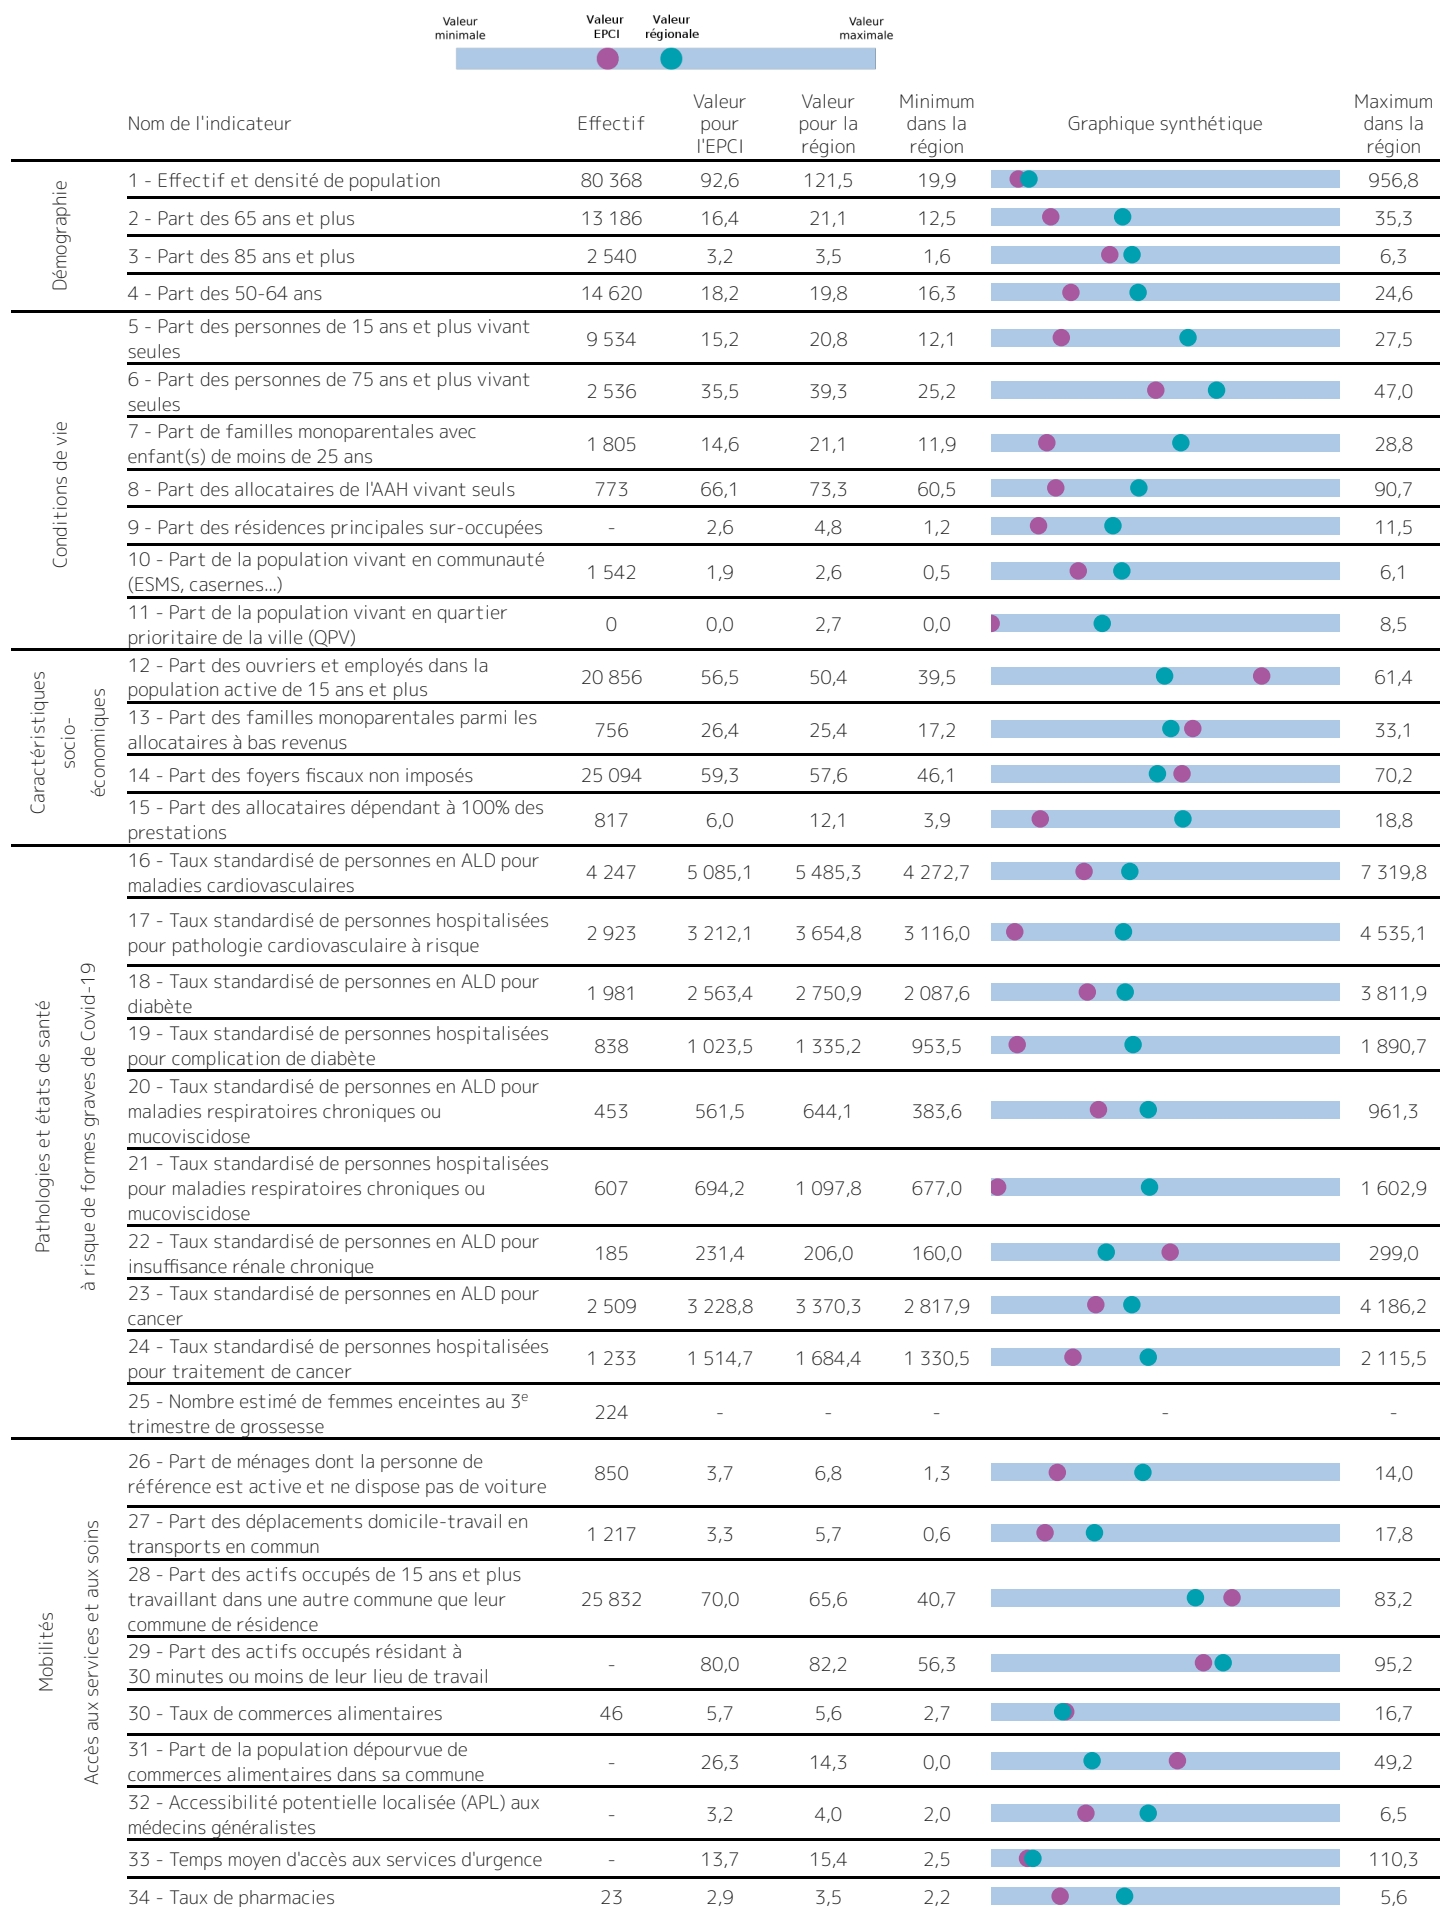 Valeur
minimale
Valeur
EPCI
Valeur
régionale
Valeur
maximale
Nom de l'indicateur
Effectif
Valeur
pour
l'EPCI
Valeur
pour la
région
Minimum
dans la
région
Graphique synthétique
Maximum
dans la
région
Démographie
1 - Effectif et densité de population 80 368 92,6 121,5 19,9 956,8
2 - Part des 65 ans et plus 13 186 16,4 21,1 12,5 35,3
3 - Part des 85 ans et plus 2 540 3,2 3,5 1,6 6,3
4 - Part des 50-64 ans 14 620 18,2 19,8 16,3 24,6
Conditions de vie
5 - Part des personnes de 15 ans et plus vivant
seules 9 534 15,2 20,8 12,1 27,5
6 - Part des personnes de 75 ans et plus vivant
seules 2 536 35,5 39,3 25,2 47,0
7 - Part de familles monoparentales avec
enfant(s) de moins de 25 ans 1 805 14,6 21,1 11,9 28,8
8 - Part des allocataires de l'AAH vivant seuls 773 66,1 73,3 60,5 90,7
9 - Part des résidences principales sur-occupées - 2,6 4,8 1,2 11,5
10 - Part de la population vivant en communauté
(ESMS, casernes...) 1 542 1,9 2,6 0,5 6,1
11 - Part de la population vivant en quartier
prioritaire de la ville (QPV) 0 0,0 2,7 0,0 8,5
Caractéristiques
socio-
économiques
12 - Part des ouvriers et employés dans la
population active de 15 ans et plus 20 856 56,5 50,4 39,5 61,4
13 - Part des familles monoparentales parmi les
allocataires à bas revenus 756 26,4 25,4 17,2 33,1
14 - Part des foyers fiscaux non imposés 25 094 59,3 57,6 46,1 70,2
15 - Part des allocataires dépendant à 100% des
prestations 817 6,0 12,1 3,9 18,8
Pathologies et états de santé
à risque de formes graves de Covid-19
16 - Taux standardisé de personnes en ALD pour
maladies cardiovasculaires 4 247 5 085,1 5 485,3 4 272,7 7 319,8
17 - Taux standardisé de personnes hospitalisées
pour pathologie cardiovasculaire à risque 2 923 3 212,1 3 654,8 3 116,0 4 535,1
18 - Taux standardisé de personnes en ALD pour
diabète 1 981 2 563,4 2 750,9 2 087,6 3 811,9
19 - Taux standardisé de personnes hospitalisées
pour complication de diabète 838 1 023,5 1 335,2 953,5 1 890,7
20 - Taux standardisé de personnes en ALD pour
maladies respiratoires chroniques ou
mucoviscidose 453 561,5 644,1 383,6 961,3
21 - Taux standardisé de personnes hospitalisées
pour maladies respiratoires chroniques ou
mucoviscidose 607 694,2 1 097,8 677,0 1 602,9
22 - Taux standardisé de personnes en ALD pour
insuffisance rénale chronique 185 231,4 206,0 160,0 299,0
23 - Taux standardisé de personnes en ALD pour
cancer 2 509 3 228,8 3 370,3 2 817,9 4 186,2
24 - Taux standardisé de personnes hospitalisées
pour traitement de cancer 1 233 1 514,7 1 684,4 1 330,5 2 115,5
25 - Nombre estimé de femmes enceintes au 3e
trimestre de grossesse 224 - - - - -
Mobilités
Accès aux services et aux soins
26 - Part de ménages dont la personne de
référence est active et ne dispose pas de voiture 850 3,7 6,8 1,3 14,0
27 - Part des déplacements domicile-travail en
transports en commun 1 217 3,3 5,7 0,6 17,8
28 - Part des actifs occupés de 15 ans et plus
travaillant dans une autre commune que leur
commune de résidence 25 832 70,0 65,6 40,7 83,2
29 - Part des actifs occupés résidant à
30 minutes ou moins de leur lieu de travail - 80,0 82,2 56,3 95,2
30 - Taux de commerces alimentaires 46 5,7 5,6 2,7 16,7
31 - Part de la population dépourvue de
commerces alimentaires dans sa commune - 26,3 14,3 0,0 49,2
32 - Accessibilité potentielle localisée (APL) aux
médecins généralistes - 3,2 4,0 2,0 6,5
33 - Temps moyen d'accès aux services d'urgence - 13,7 15,4 2,5 110,3
34 - Taux de pharmacies 23 2,9 3,5 2,2 5,6